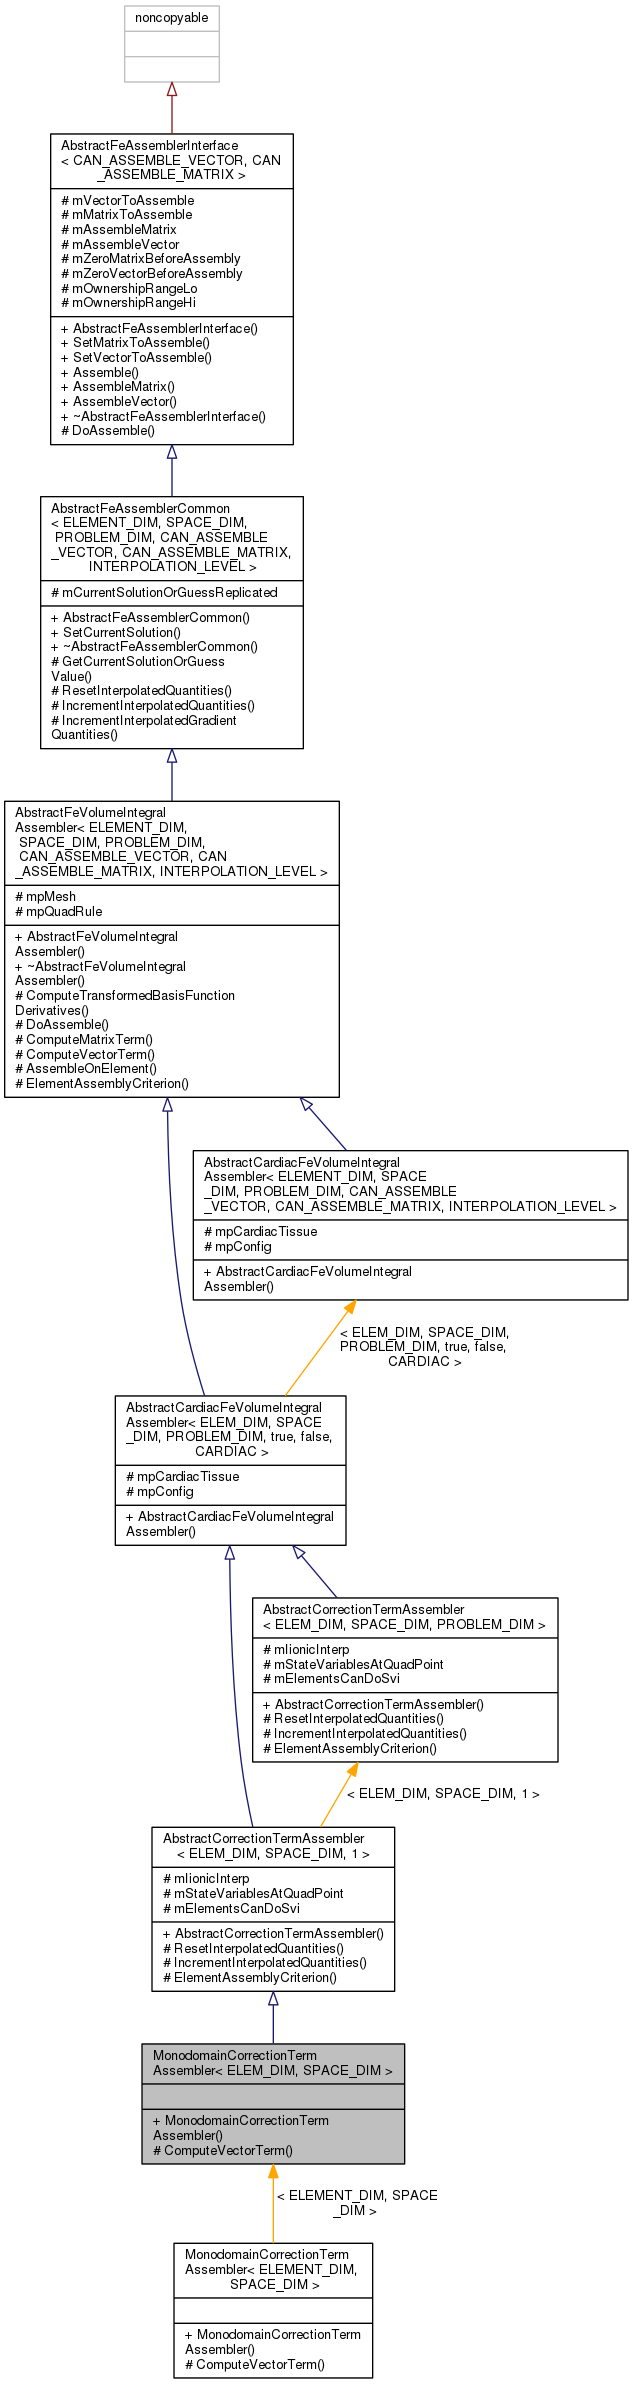 noncopyable
AbstractFeAssemblerInterface
< CAN_ASSEMBLE_VECTOR, CAN
_ASSEMBLE_MATRIX >
# mVectorToAssemble
# mMatrixToAssemble
# mAssembleMatrix
# mAssembleVector
# mZeroMatrixBeforeAssembly
# mZeroVectorBeforeAssembly
# mOwnershipRangeLo
# mOwnershipRangeHi
+ AbstractFeAssemblerInterface()
+ SetMatrixToAssemble()
+ SetVectorToAssemble()
+ Assemble()
+ AssembleMatrix()
+ AssembleVector()
+ ~AbstractFeAssemblerInterface()
# DoAssemble()
AbstractFeAssemblerCommon
< ELEMENT_DIM, SPACE_DIM,
PROBLEM_DIM, CAN_ASSEMBLE
_VECTOR, CAN_ASSEMBLE_MATRIX,
INTERPOLATION_LEVEL >
# mCurrentSolutionOrGuessReplicated
+ AbstractFeAssemblerCommon()
+ SetCurrentSolution()
+ ~AbstractFeAssemblerCommon()
# GetCurrentSolutionOrGuess
Value()
# ResetInterpolatedQuantities()
# IncrementInterpolatedQuantities()
# IncrementInterpolatedGradient
Quantities()
AbstractFeVolumeIntegral
Assembler< ELEMENT_DIM,
SPACE_DIM, PROBLEM_DIM,
CAN_ASSEMBLE_VECTOR, CAN
_ASSEMBLE_MATRIX, INTERPOLATION_LEVEL >
# mpMesh
# mpQuadRule
+ AbstractFeVolumeIntegral
Assembler()
+ ~AbstractFeVolumeIntegral
Assembler()
# ComputeTransformedBasisFunction
Derivatives()
# DoAssemble()
# ComputeMatrixTerm()
# ComputeVectorTerm()
# AssembleOnElement()
# ElementAssemblyCriterion()
AbstractCardiacFeVolumeIntegral
Assembler< ELEMENT_DIM, SPACE
_DIM, PROBLEM_DIM, CAN_ASSEMBLE
_VECTOR, CAN_ASSEMBLE_MATRIX, INTERPOLATION_LEVEL >
# mpCardiacTissue
# mpConfig
+ AbstractCardiacFeVolumeIntegral
Assembler()
< ELEM_DIM, SPACE_DIM,
PROBLEM_DIM, true, false,
CARDIAC >
AbstractCardiacFeVolumeIntegral
Assembler< ELEM_DIM, SPACE
_DIM, PROBLEM_DIM, true, false,
CARDIAC >
# mpCardiacTissue
# mpConfig
+ AbstractCardiacFeVolumeIntegral
Assembler()
AbstractCorrectionTermAssembler
< ELEM_DIM, SPACE_DIM, PROBLEM_DIM >
# mIionicInterp
# mStateVariablesAtQuadPoint
# mElementsCanDoSvi
+ AbstractCorrectionTermAssembler()
# ResetInterpolatedQuantities()
# IncrementInterpolatedQuantities()
# ElementAssemblyCriterion()
< ELEM_DIM, SPACE_DIM, 1 >
AbstractCorrectionTermAssembler
< ELEM_DIM, SPACE_DIM, 1 >
# mIionicInterp
# mStateVariablesAtQuadPoint
# mElementsCanDoSvi
+ AbstractCorrectionTermAssembler()
# ResetInterpolatedQuantities()
# IncrementInterpolatedQuantities()
# ElementAssemblyCriterion()
MonodomainCorrectionTerm
Assembler< ELEM_DIM, SPACE_DIM >
+ MonodomainCorrectionTerm
Assembler()
# ComputeVectorTerm()
< ELEMENT_DIM, SPACE
_DIM >
MonodomainCorrectionTerm
Assembler< ELEMENT_DIM,
SPACE_DIM >
+ MonodomainCorrectionTerm
Assembler()
# ComputeVectorTerm()